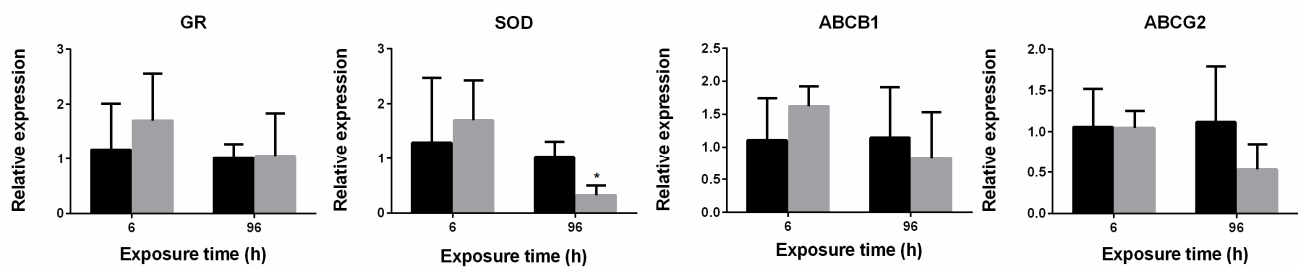 GR
Relative expression
3
2
1
0
6
96
Exposure time (h)
SOD
Relative expression
3
2
1
0
*
6
96
Exposure time (h)
ABCB1
Relative expression
2.5
2.0
1.5
1.0
0.5
0.0
6
96
Exposure time (h)
ABCG2
Relative expression
2.0
1.5
1.0
0.5
0.0
6
96
Exposure time (h)